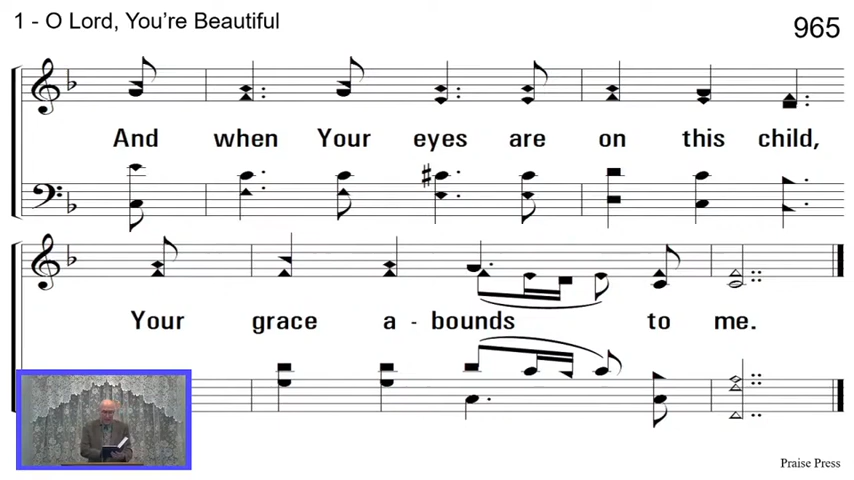 1 - O Lord, You're Beautiful
965
And when Your eyes are on this child,
Your grace a - bounds to me.
Praise Press